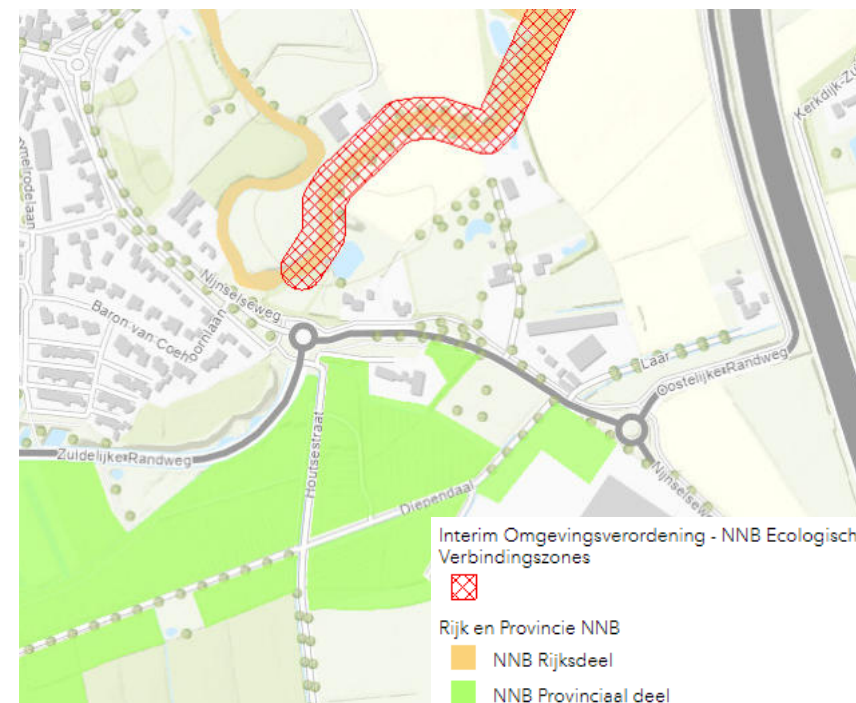 Kerkdijk-Zu
Nijnselseweg
Baron van Coehoornlaan
Laar
Oostelijke Randweg
Zuidelijke Randweg
Houtsestraat
Diependaal
Nijnselsew
Interim Omgevingsverordening - NNB Ecologisch
Verbindingszones
Rijk en Provincie NNB
NNB Rijksdeel
NNB Provinciaal deel